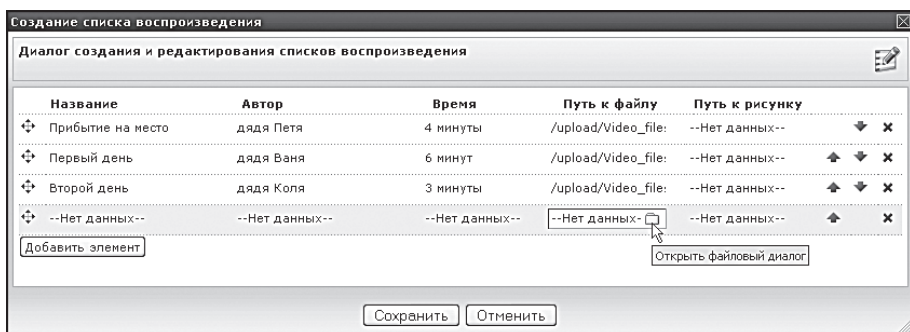 Создание списка воспроизведения
Диалог создания и редактирования списков воспроизведения
Название Автор Время Путь к файлу Путь к рисунку
Прибытие на место дядя Петя 4 минуты /upload/Video_file: --Нет данных--
Первый день дядя Ваня 6 минут /upload/Video_file: --Нет данных--
Второй день дядя Коля 3 минуты /upload/Video_file: --Нет данных--
--Нет данных-- --Нет данных-- --Нет данных-- --Нет данных- --Нет данных--
Добавить элемент
Открыть файловый диалог
Сохранить Отменить